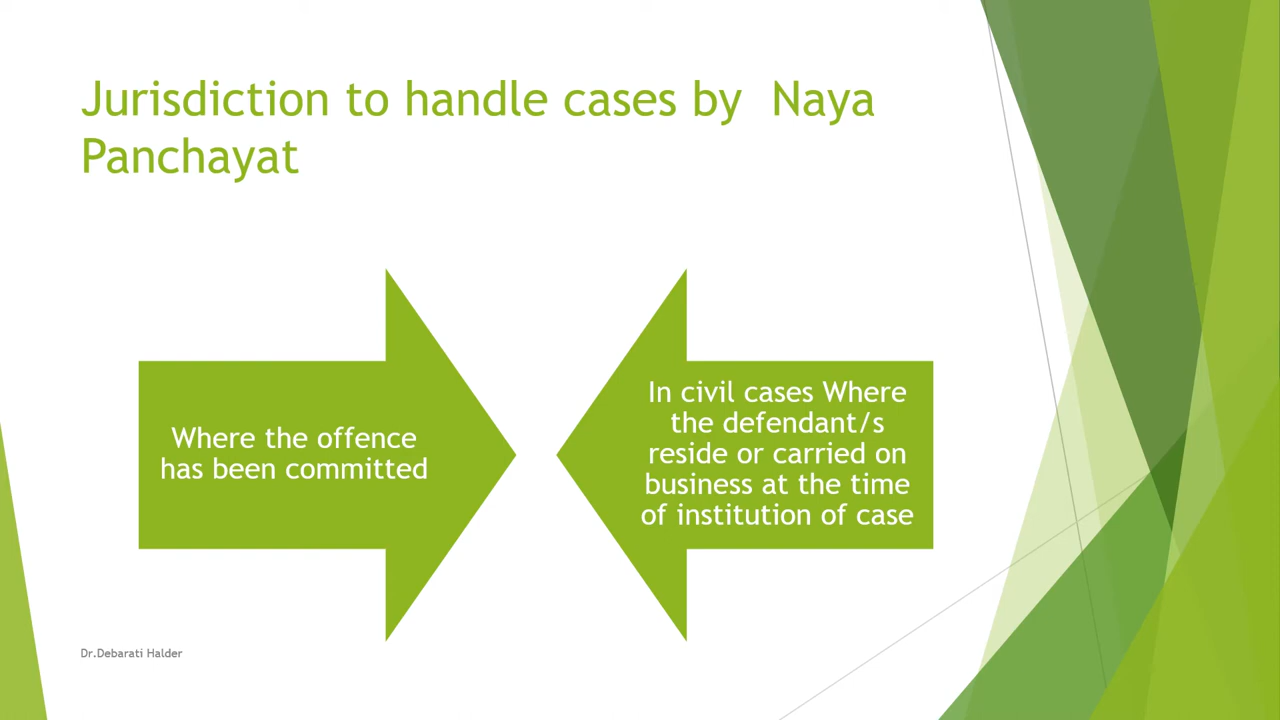 Jurisdiction to handle cases by  Naya
Panchayat
Where the offence
has been committed
In civil cases Where
the defendant/s
reside or carried on
business at the time
of institution of case
Dr.Debarati Halder